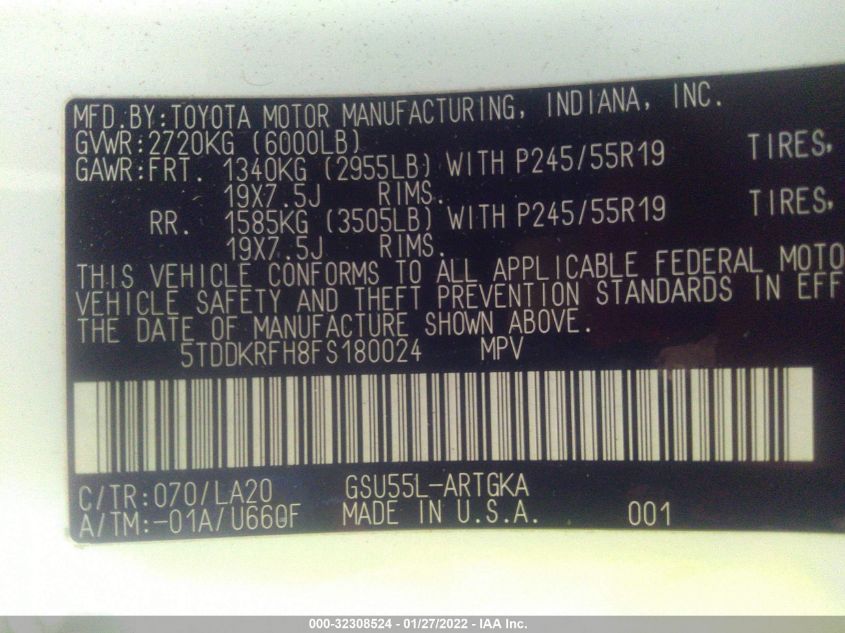 MFD.BY:TOYOTA MOTOR MANUFACTURING, INDIANA, INC.
GVWR:2720KG (6000LB)
GAWR:FRT. 1340KG (2955LB) WITH P245/55R19 TIRES,
19X7.5J RIMS.
RR. 1585KG (3505LB) WITH P245/55R19 TIRES,
19X7.5J RIMS.
THIS VEHICLE CONFORMS TO ALL APPLICABLE FEDERAL MOTO
VEHICLE SAFETY AND THEFT PREVENTION STANDARDS IN EFF
THE DATE OF MANUFACTURE SHOWN ABOVE.
5TDDKRFH8FS180024 MPV
C/TR:070/LA20 GSU55L-ARTGKA
A/TM:-01A/U660F MADE IN U.S.A. 001
000-32308524 - 01/27/2022 - IAA Inc.